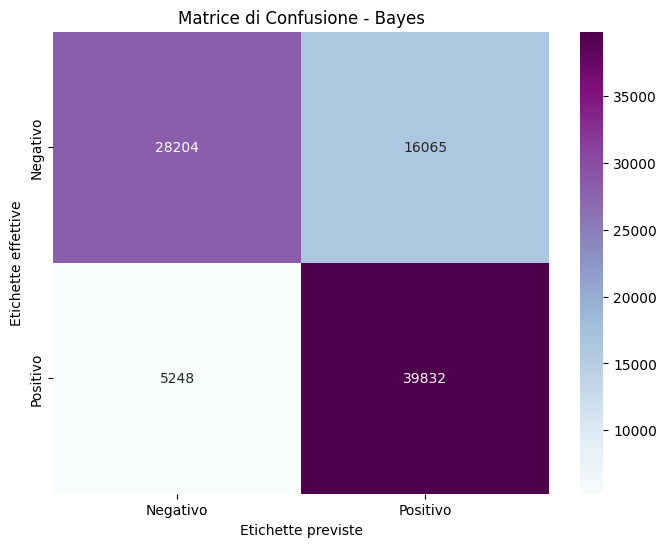 Matrice di Confusione - Bayes
Etichette effettive
Negativo
28204
16065
Positivo
5248
39832
Negativo
Positivo
Etichette previste
35000
30000
25000
20000
15000
10000